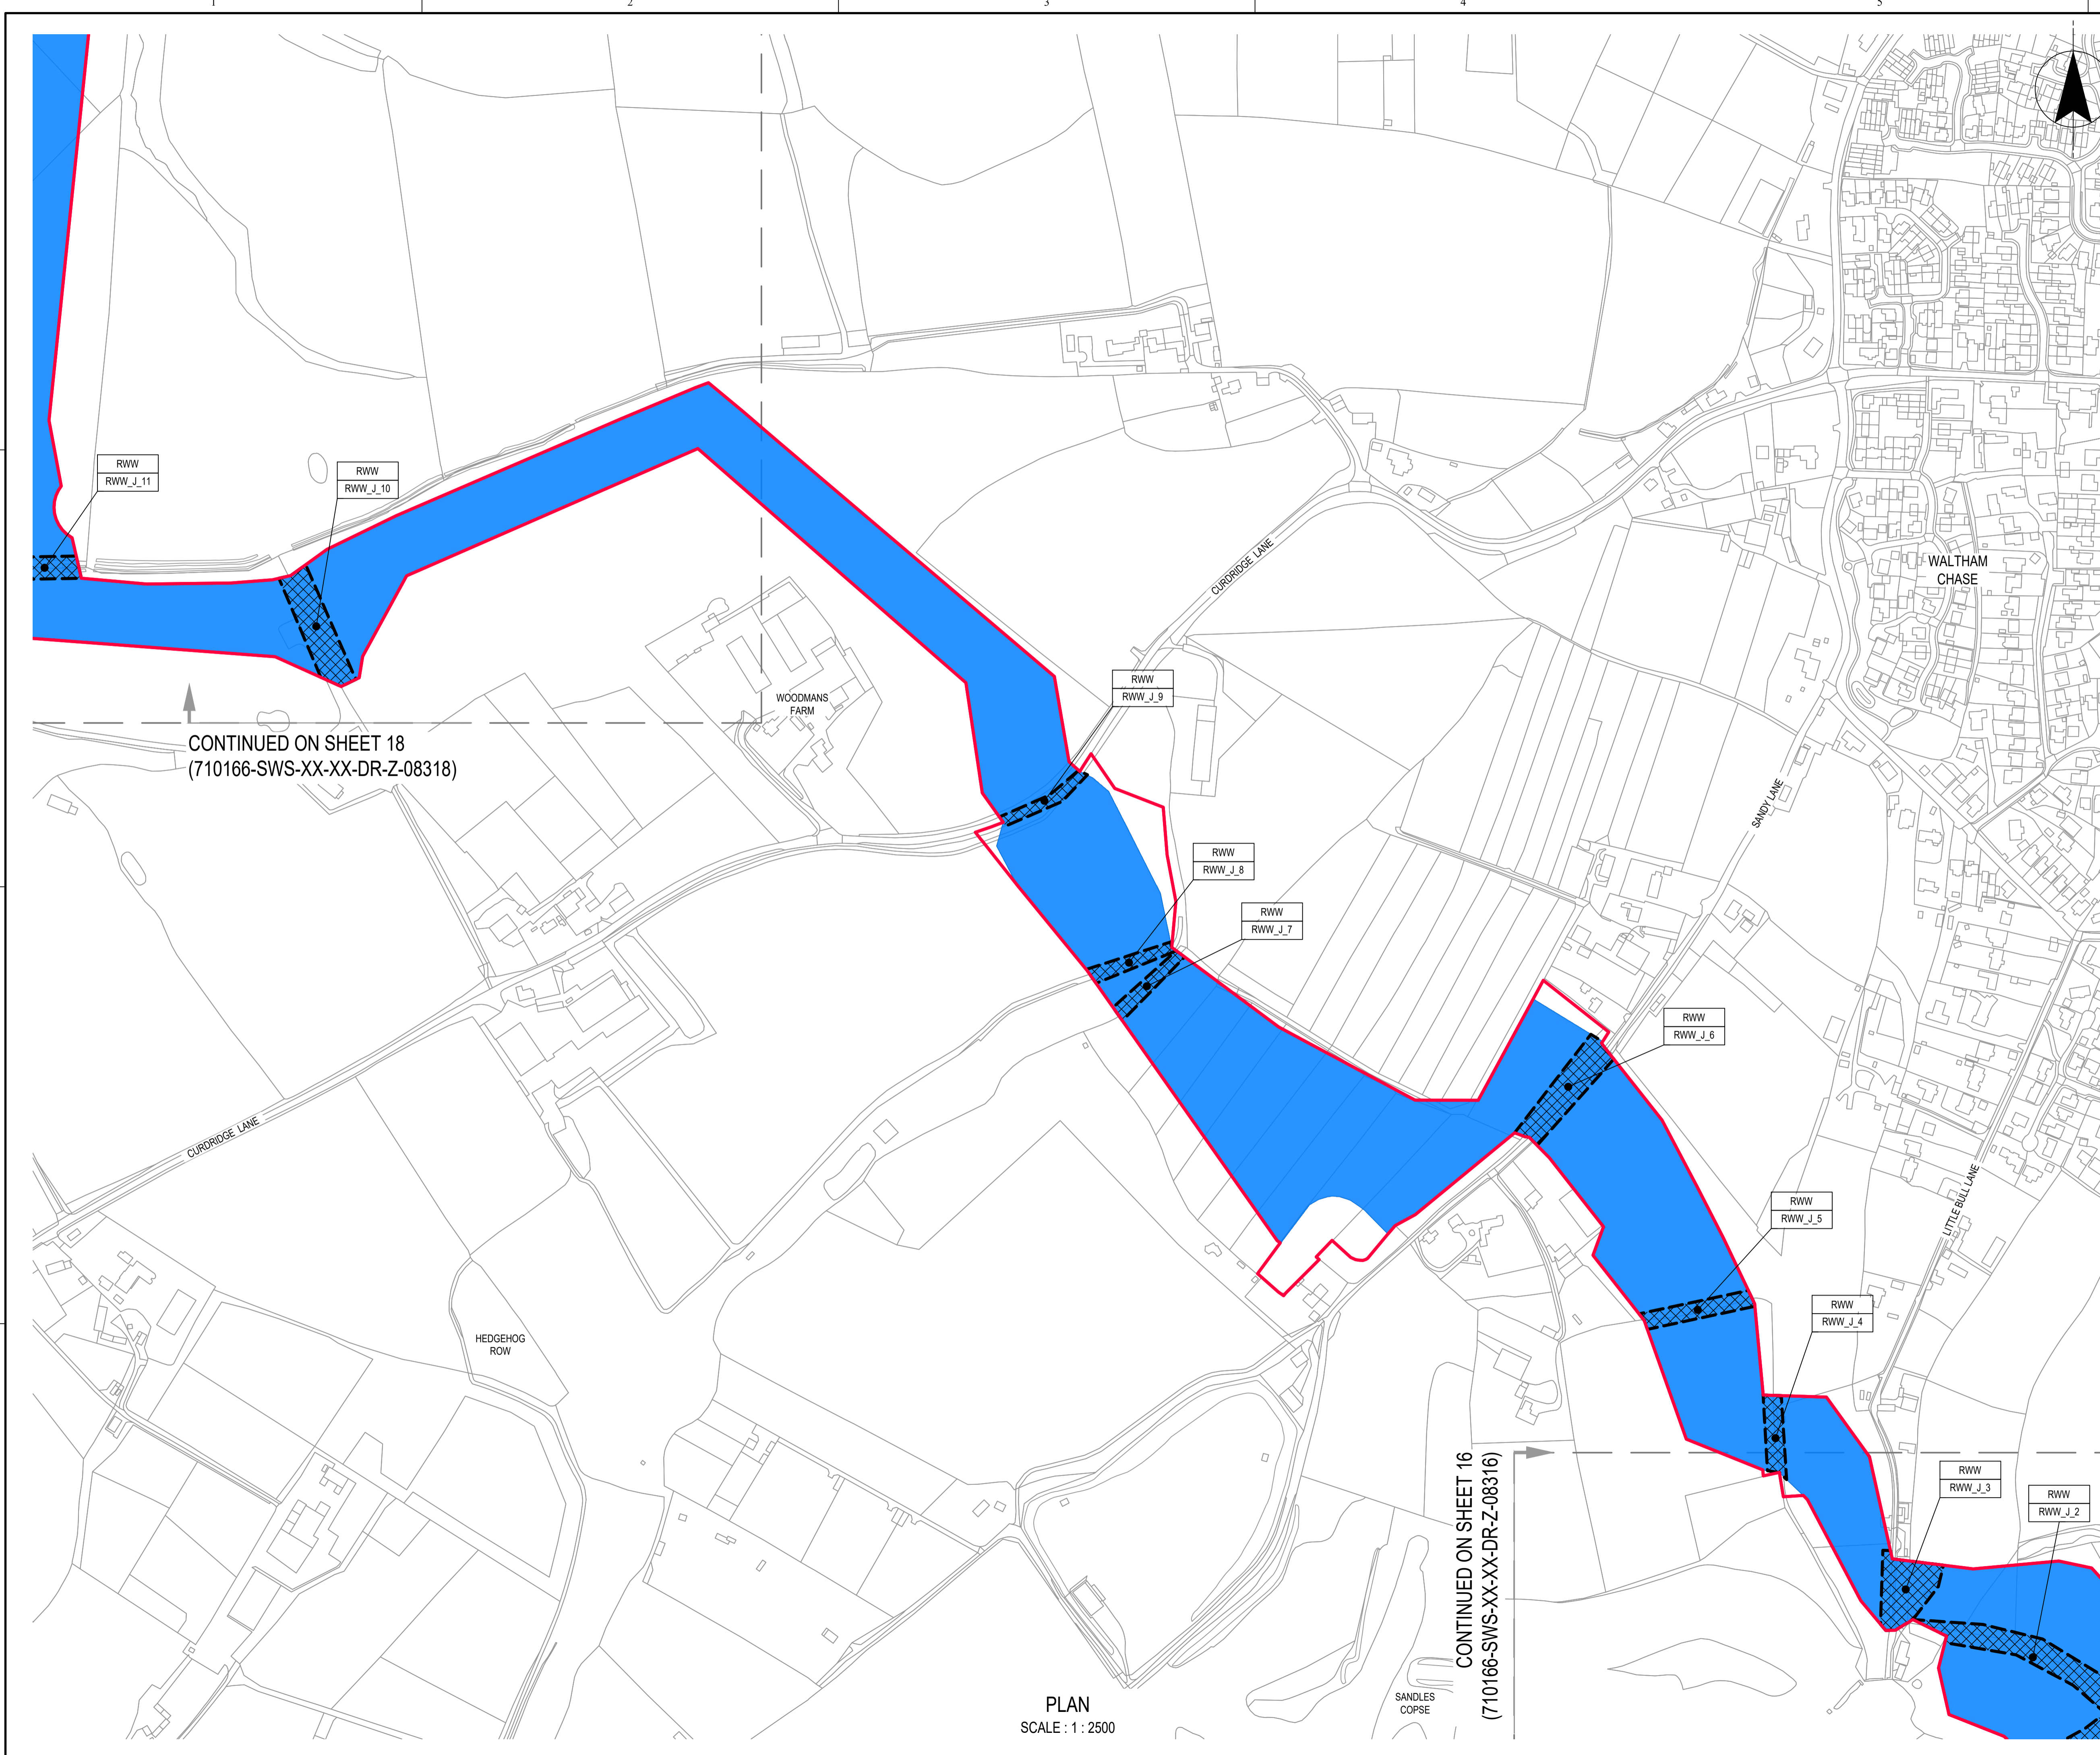 1
2
3
4
5
RWW
RWW_J_11
RWW
RWW_J_10
WALTHAM
CHASE
CURDRIDGE LANE
RWW
RWW_J_9
WOODMANS
FARM
CONTINUED ON SHEET 18
(710166-SWS-XX-XX-DR-Z-08318)
SANDY LANE
RWW
RWW_J_8
RWW
RWW_J_7
RWW
RWW_J_6
CURDRIDGE LANE
LITTLE BULL LANE
RWW
RWW_J_5
RWW
RWW_J_4
HEDGEHOG
ROW
CONTINUED ON SHEET 16
(710166-SWS-XX-XX-DR-Z-08316)
RWW
RWW_J_3
RWW
RWW_J_2
SANDLES
COPSE
PLAN
SCALE : 1 : 2500